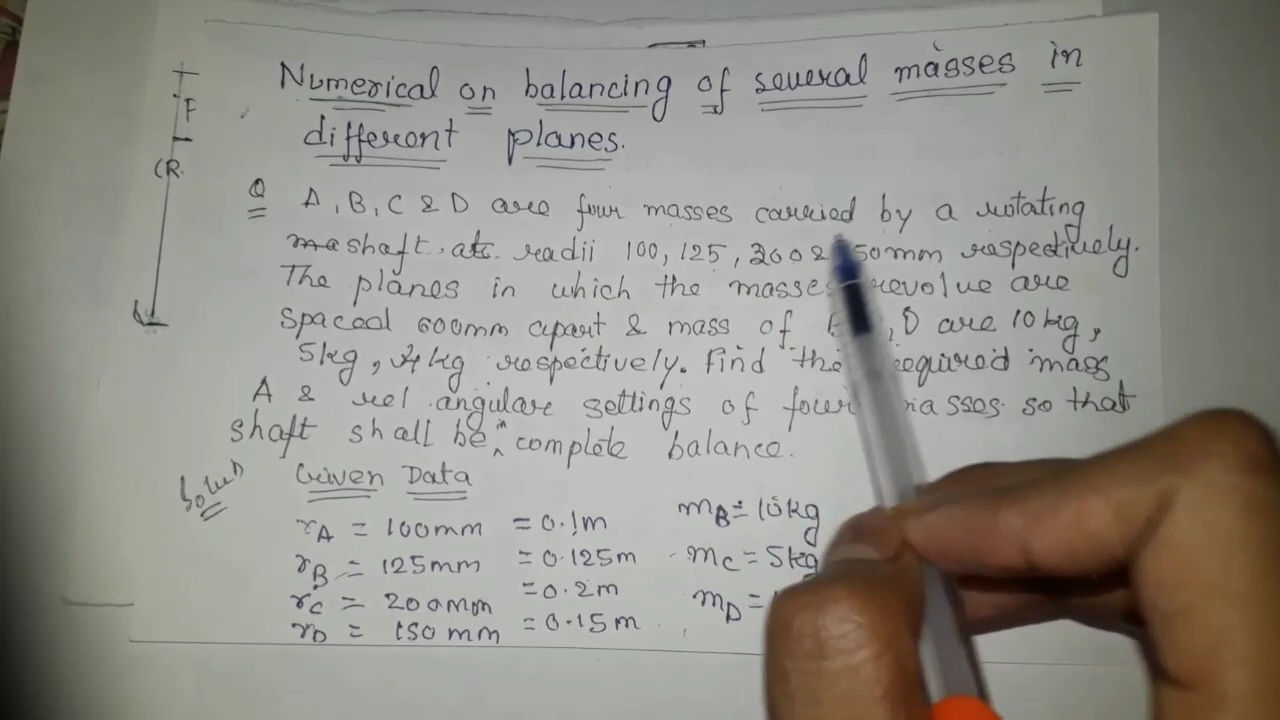 Numerical on balancing of several masses in
different planes.
F
CR.
Q A, B, C & D are four masses carried by a rotating
shaft at radii 100, 125, 200 & 50mm respectively.
The planes in which the masses revolve are
spaced 600mm apart & mass of , D are 10 kg,
5kg, 4kg respectively. Find the required mass
A & rel angular settings of four masses so that
shaft shall be in complete balance.
Given Data
rA = 100mm = 0.1m
mB = 10kg
rB = 125mm = 0.125m
mC = 5kg
rC = 200mm = 0.2m
mD =
rD = 150mm = 0.15m